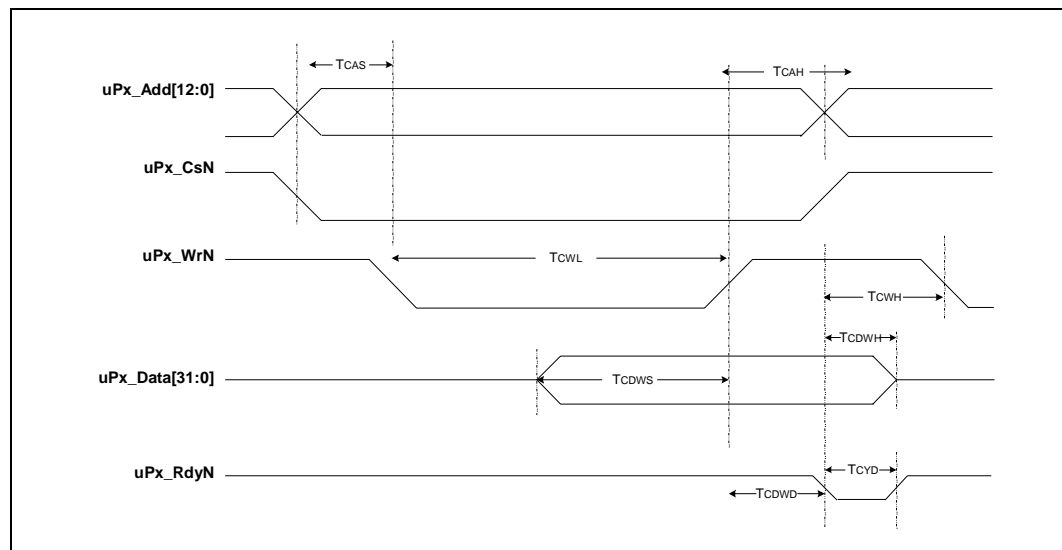 TCAS
TCAH
uPx_Add[12:0]
uPx_CsN
uPx_WrN
TCWL
TCWH
TCDWH
uPx_Data[31:0]
TCDWS
uPx_RdyN
TCYD
TCDWD